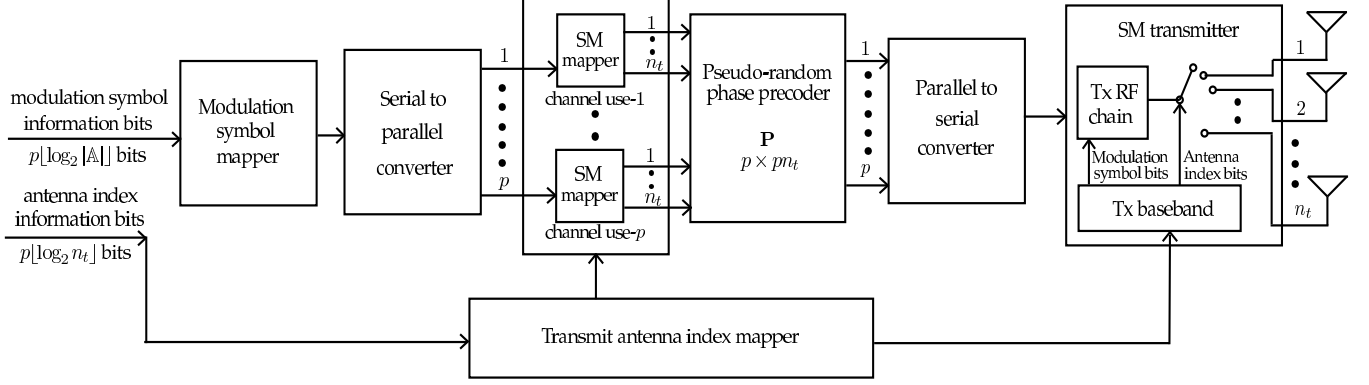 modulation symbol
information bits
p⌊log₂ |𝔸|⌋ bits
antenna index
information bits
p⌊log₂ nₜ⌋ bits
Modulation
symbol
mapper
Serial to
parallel
converter
1
p
SM
mapper
channel use-1
SM
mapper
channel use-p
1
nₜ
1
nₜ
Pseudo-random
phase precoder
P
p × pnₜ
1
p
Parallel to
serial
converter
SM transmitter
Tx RF
chain
Modulation
symbol bits
Antenna
index bits
Tx baseband
1
2
nₜ
Transmit antenna index mapper